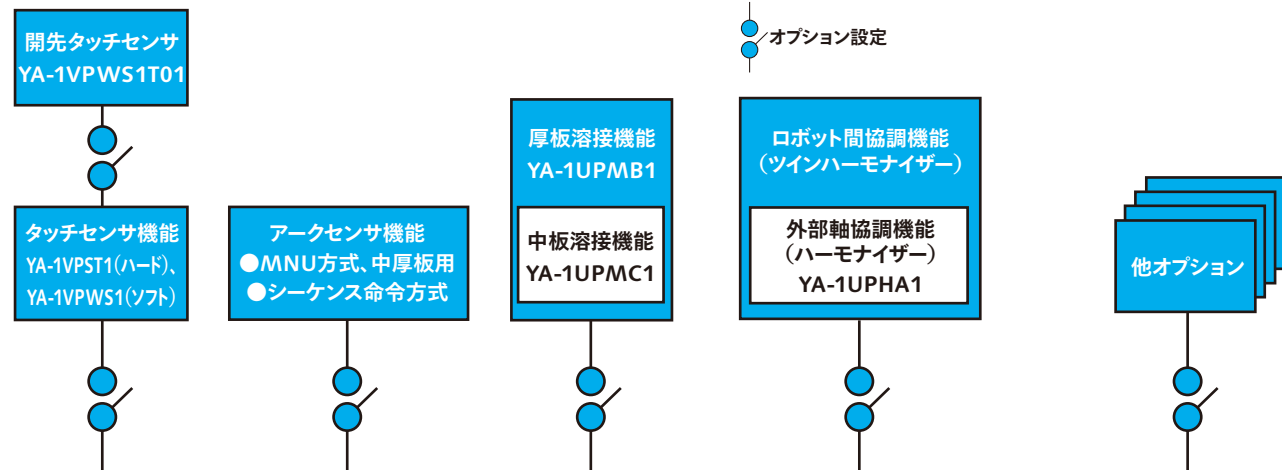 オプション設定
開先タッチセンサ
YA-1VPWS1T01
タッチセンサ機能
YA-1VPST1(ハード)、
YA-1VPWS1(ソフト)
アークセンサ機能
●MNU方式、中厚板用
●シーケンス命令方式
厚板溶接機能
YA-1UPMB1
中板溶接機能
YA-1UPMC1
ロボット間協調機能
(ツインハーモナイザー)
外部軸協調機能
(ハーモナイザー)
YA-1UPHA1
他オプション